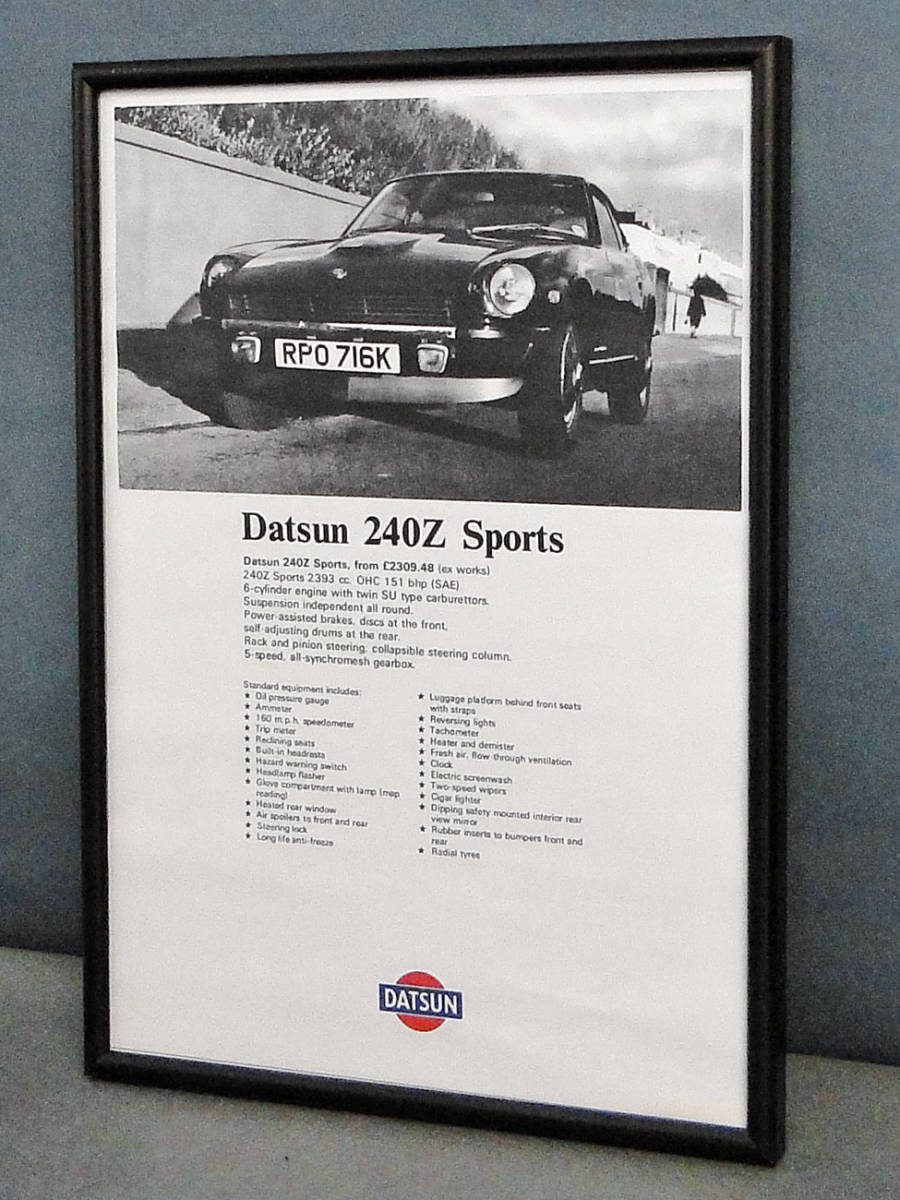 RPO 716K
Datsun 240Z Sports
Datsun 240Z Sports, from £2309.48 (ex works)
240Z Sports 2393 cc. OHC 151 bhp (SAE)
6-cylinder engine with twin SU type carburettors.
Suspension independent all round.
Power-assisted brakes, discs at the front,
self-adjusting drums at the rear.
Rack and pinion steering, collapsible steering column.
5-speed, all-synchromesh gearbox.
Standard equipment includes:
★ Oil pressure gauge
★ Ammeter
★ 160 m.p.h. speedometer
★ Trip meter
★ Reclining seats
★ Built-in headrests
★ Hazard warning switch
★ Headlamp flasher
★ Glove compartment with lamp (map
reading)
★ Heated rear window
★ Air spoilers to front and rear
★ Steering lock
★ Long life anti-freeze
★ Luggage platform behind front seats
with straps
★ Reversing lights
★ Tachometer
★ Heater and demister
★ Fresh air, flow-through ventilation
★ Clock
★ Electric screenwash
★ Two-speed wipers
★ Cigar lighter
★ Dipping safety mounted interior rear
view mirror
★ Rubber inserts to bumpers front and
rear
★ Radial tyres
DATSUN